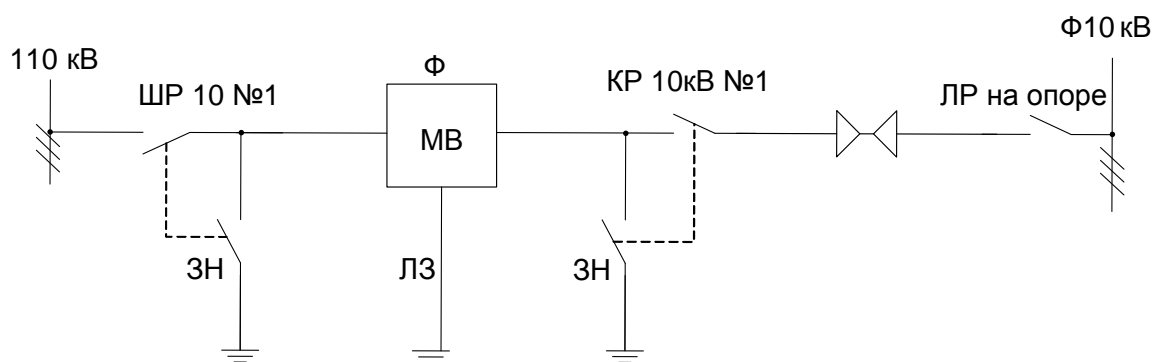 Ф10 кВ
110 кВ
Ф
ШР 10 №1
КР 10кВ №1
ЛР на опоре
МВ
ЗН
ЛЗ
ЗН